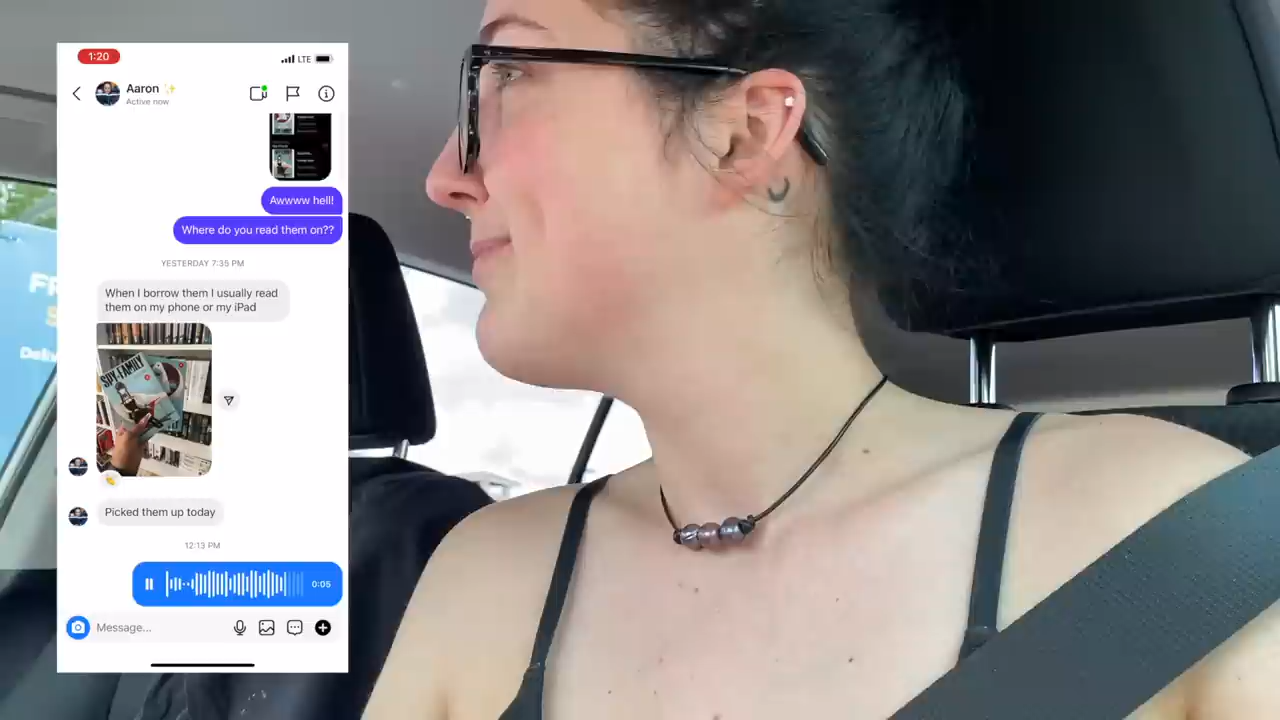 1:20
LTE
Aaron ✨
Active now
Awwww hell!
Where do you read them on??
YESTERDAY 7:35 PM
When I borrow them I usually read
them on my phone or my iPad
SPY×FAMILY
Picked them up today
12:13 PM
0:05
Message...
FR
Deliv